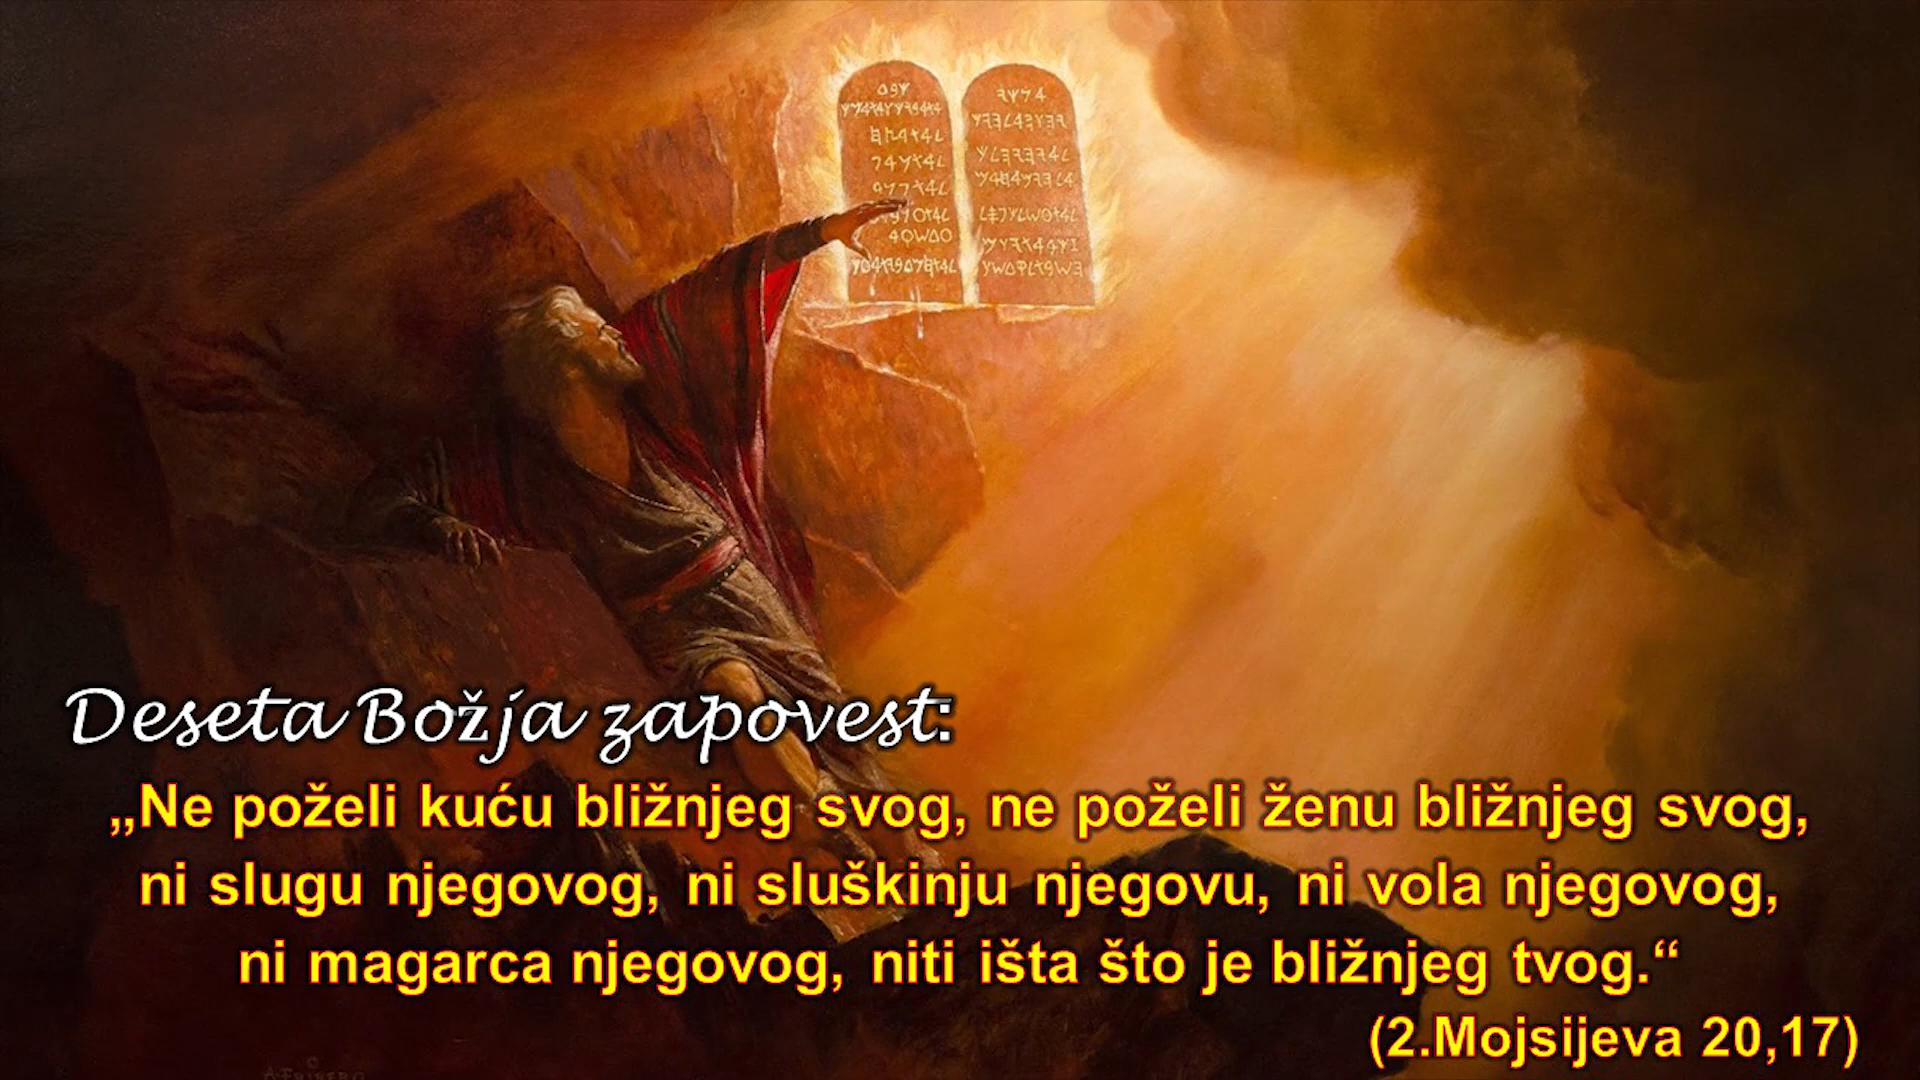 Deseta Božja zapovest:
„Ne poželi kuću bližnjeg svog, ne poželi ženu bližnjeg svog,
ni slugu njegovog, ni sluškinju njegovu, ni vola njegovog,
ni magarca njegovog, niti išta što je bližnjeg tvog.“
(2.Mojsijeva 20,17)